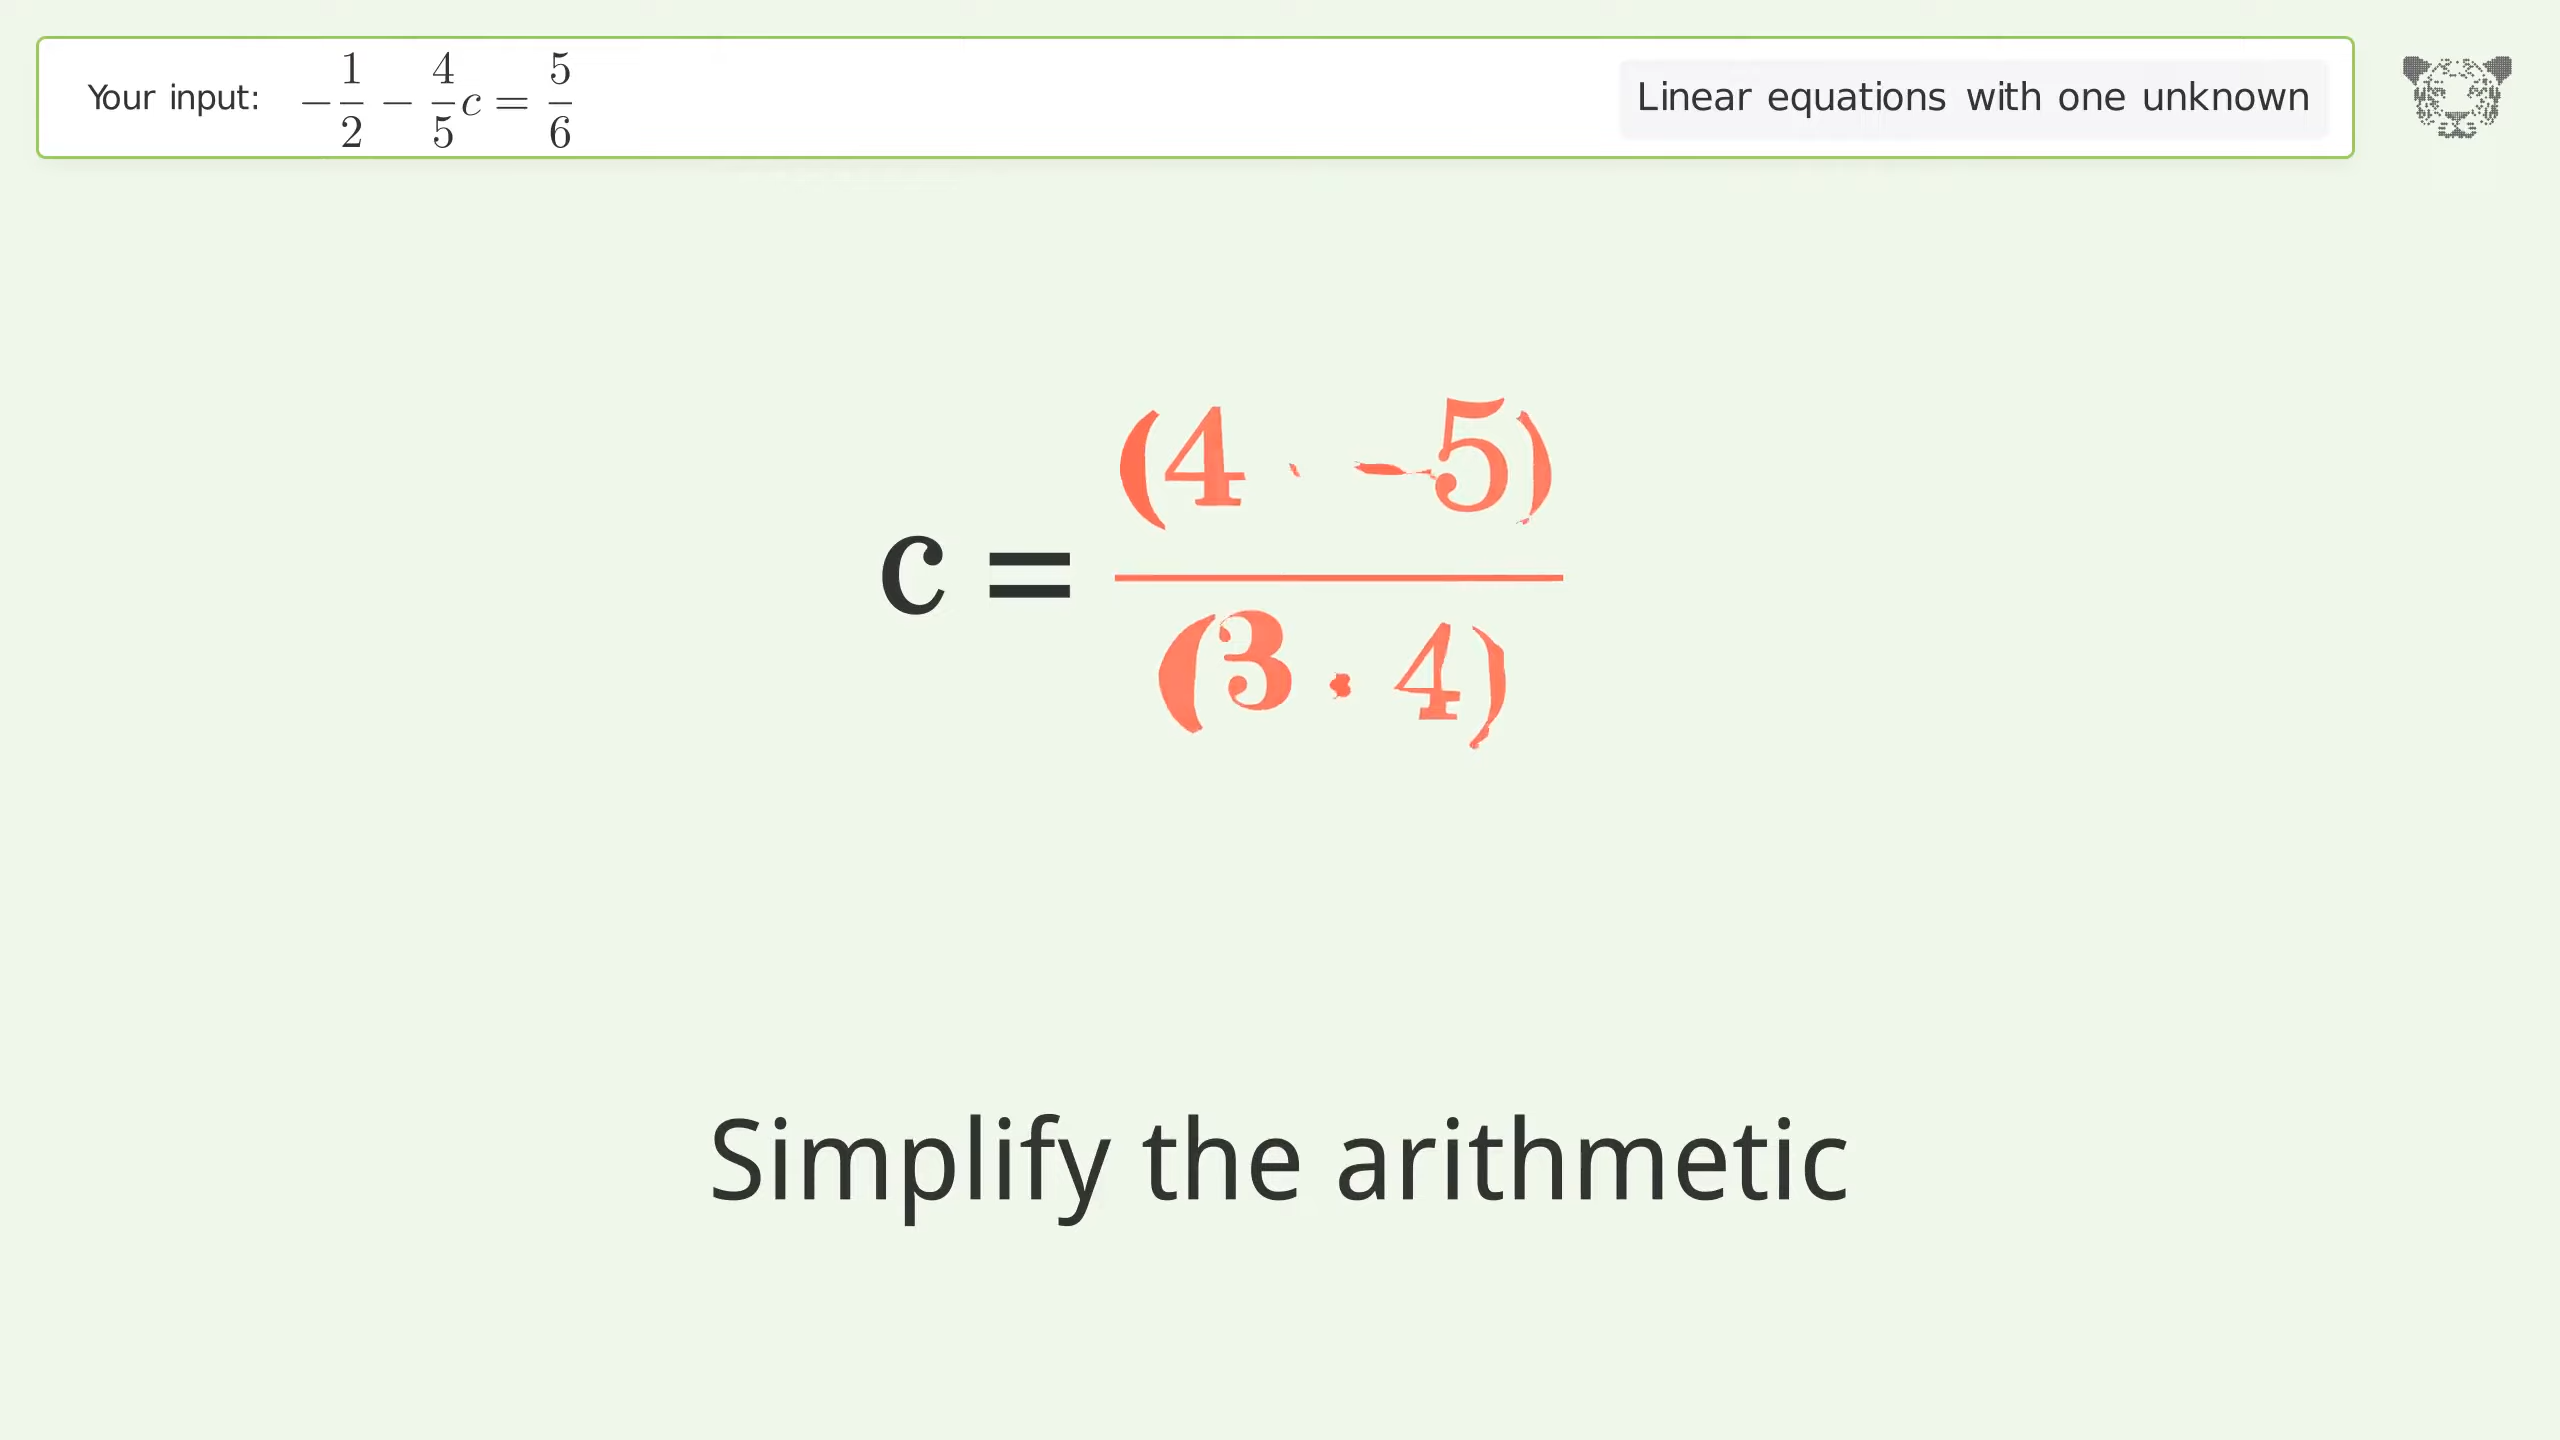 Your input: −1/2 − 4/5c = 5/6
Linear equations with one unknown
c = (4 · −5)/(3 · 4)
Simplify the arithmetic